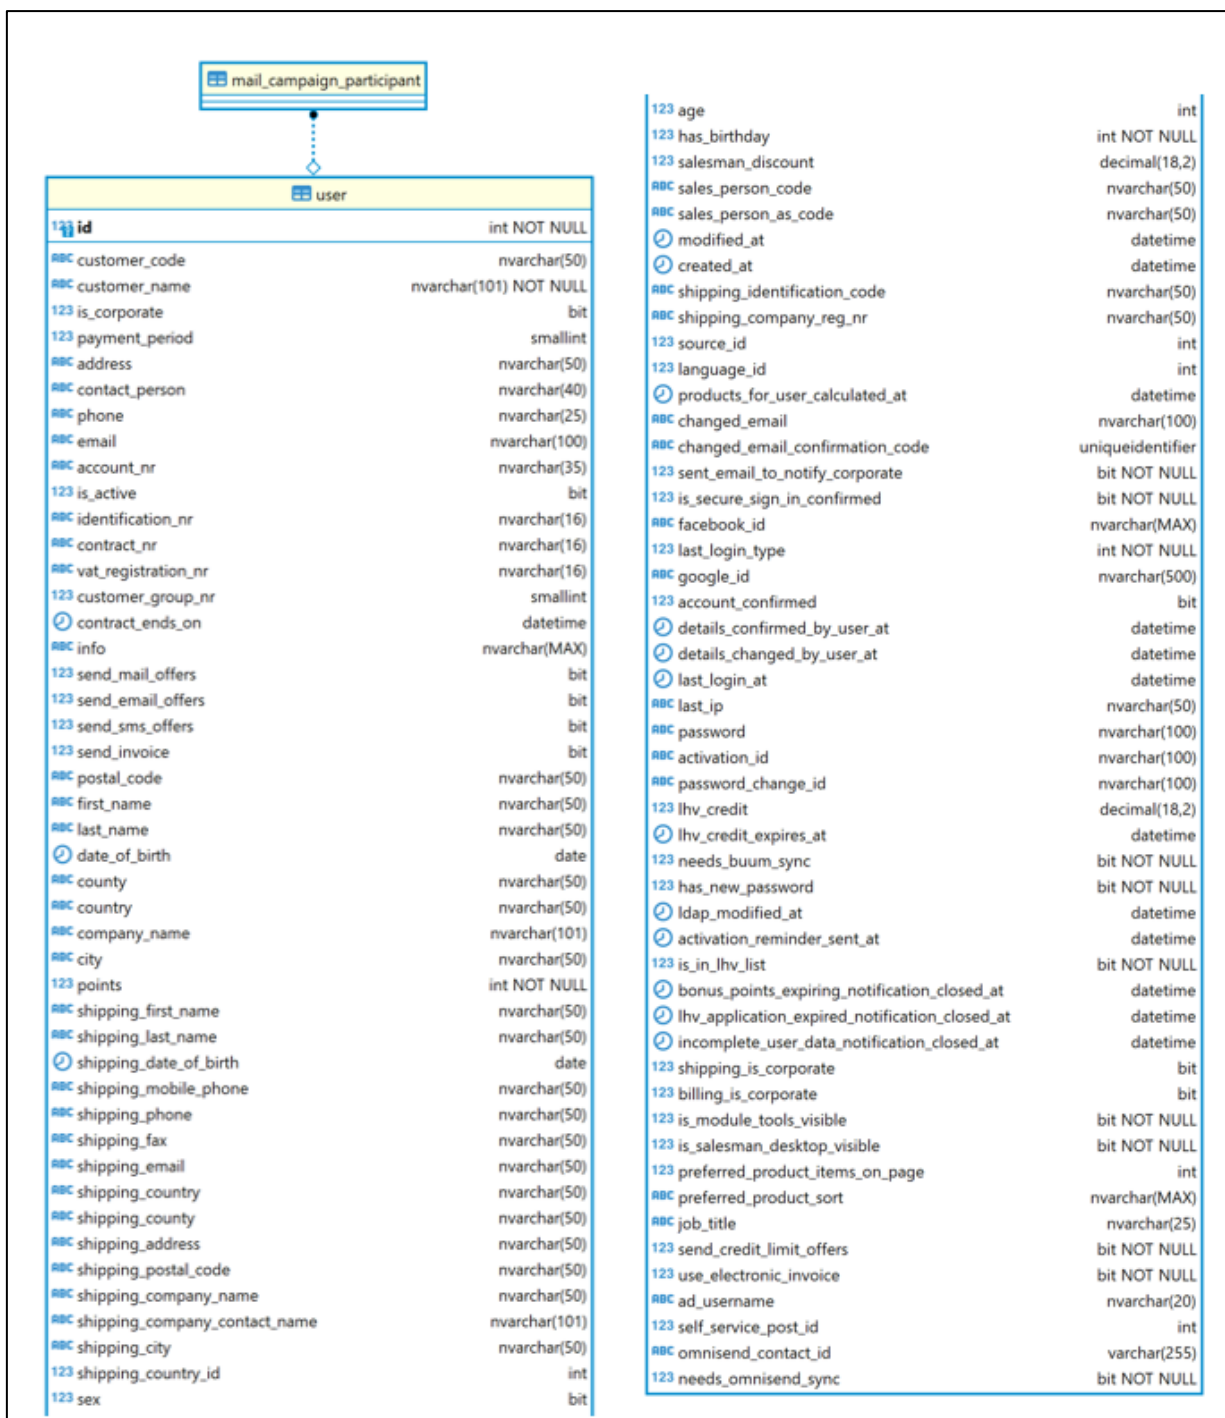 mail_campaign_participant
user
id int NOT NULL
customer_code nvarchar(50)
customer_name nvarchar(101) NOT NULL
is_corporate bit
payment_period smallint
address nvarchar(50)
contact_person nvarchar(40)
phone nvarchar(25)
email nvarchar(100)
account_nr nvarchar(35)
is_active bit
identification_nr nvarchar(16)
contract_nr nvarchar(16)
vat_registration_nr nvarchar(16)
customer_group_nr smallint
contract_ends_on datetime
info nvarchar(MAX)
send_mail_offers bit
send_email_offers bit
send_sms_offers bit
send_invoice bit
postal_code nvarchar(50)
first_name nvarchar(50)
last_name nvarchar(50)
date_of_birth date
county nvarchar(50)
country nvarchar(50)
company_name nvarchar(101)
city nvarchar(50)
points int NOT NULL
shipping_first_name nvarchar(50)
shipping_last_name nvarchar(50)
shipping_date_of_birth date
shipping_mobile_phone nvarchar(50)
shipping_phone nvarchar(50)
shipping_fax nvarchar(50)
shipping_email nvarchar(50)
shipping_country nvarchar(50)
shipping_county nvarchar(50)
shipping_address nvarchar(50)
shipping_postal_code nvarchar(50)
shipping_company_name nvarchar(50)
shipping_company_contact_name nvarchar(101)
shipping_city nvarchar(50)
shipping_country_id int
sex bit
age int
has_birthday int NOT NULL
salesman_discount decimal(18,2)
sales_person_code nvarchar(50)
sales_person_as_code nvarchar(50)
modified_at datetime
created_at datetime
shipping_identification_code nvarchar(50)
shipping_company_reg_nr nvarchar(50)
source_id int
language_id int
products_for_user_calculated_at datetime
changed_email nvarchar(100)
changed_email_confirmation_code uniqueidentifier
sent_email_to_notify_corporate bit NOT NULL
is_secure_sign_in_confirmed bit NOT NULL
facebook_id nvarchar(MAX)
last_login_type int NOT NULL
google_id nvarchar(500)
account_confirmed bit
details_confirmed_by_user_at datetime
details_changed_by_user_at datetime
last_login_at datetime
last_ip nvarchar(50)
password nvarchar(100)
activation_id nvarchar(100)
password_change_id nvarchar(100)
lhv_credit decimal(18,2)
lhv_credit_expires_at datetime
needs_buum_sync bit NOT NULL
has_new_password bit NOT NULL
ldap_modified_at datetime
activation_reminder_sent_at datetime
is_in_lhv_list bit NOT NULL
bonus_points_expiring_notification_closed_at datetime
lhv_application_expired_notification_closed_at datetime
incomplete_user_data_notification_closed_at datetime
shipping_is_corporate bit
billing_is_corporate bit
is_module_tools_visible bit NOT NULL
is_salesman_desktop_visible bit NOT NULL
preferred_product_items_on_page int
preferred_product_sort nvarchar(MAX)
job_title nvarchar(25)
send_credit_limit_offers bit NOT NULL
use_electronic_invoice bit NOT NULL
ad_username nvarchar(20)
self_service_post_id int
omnisend_contact_id varchar(255)
needs_omnisend_sync bit NOT NULL